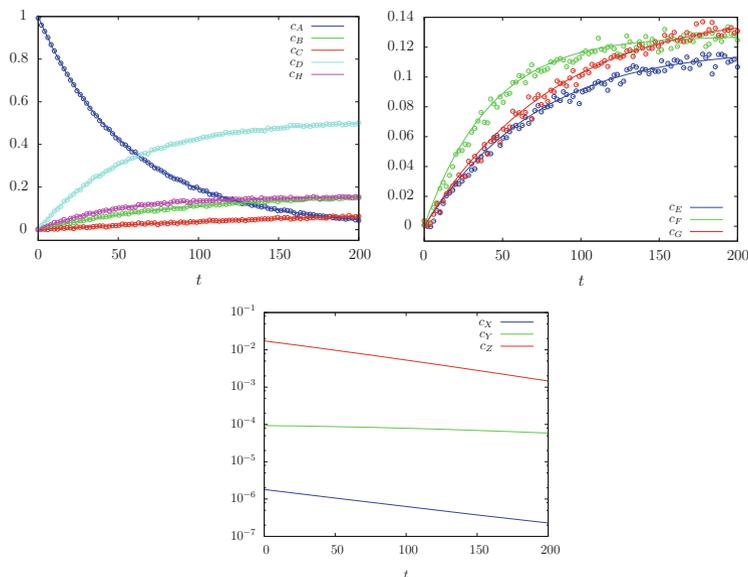 1
0.8
0.6
0.4
0.2
0
0 50 100 150 200
t
c_A
c_B
c_C
c_D
c_H
0.14
0.12
0.1
0.08
0.06
0.04
0.02
0
0 50 100 150 200
t
c_E
c_F
c_G
10^{-1}
10^{-2}
10^{-3}
10^{-4}
10^{-5}
10^{-6}
10^{-7}
0 50 100 150 200
t
c_X
c_Y
c_Z